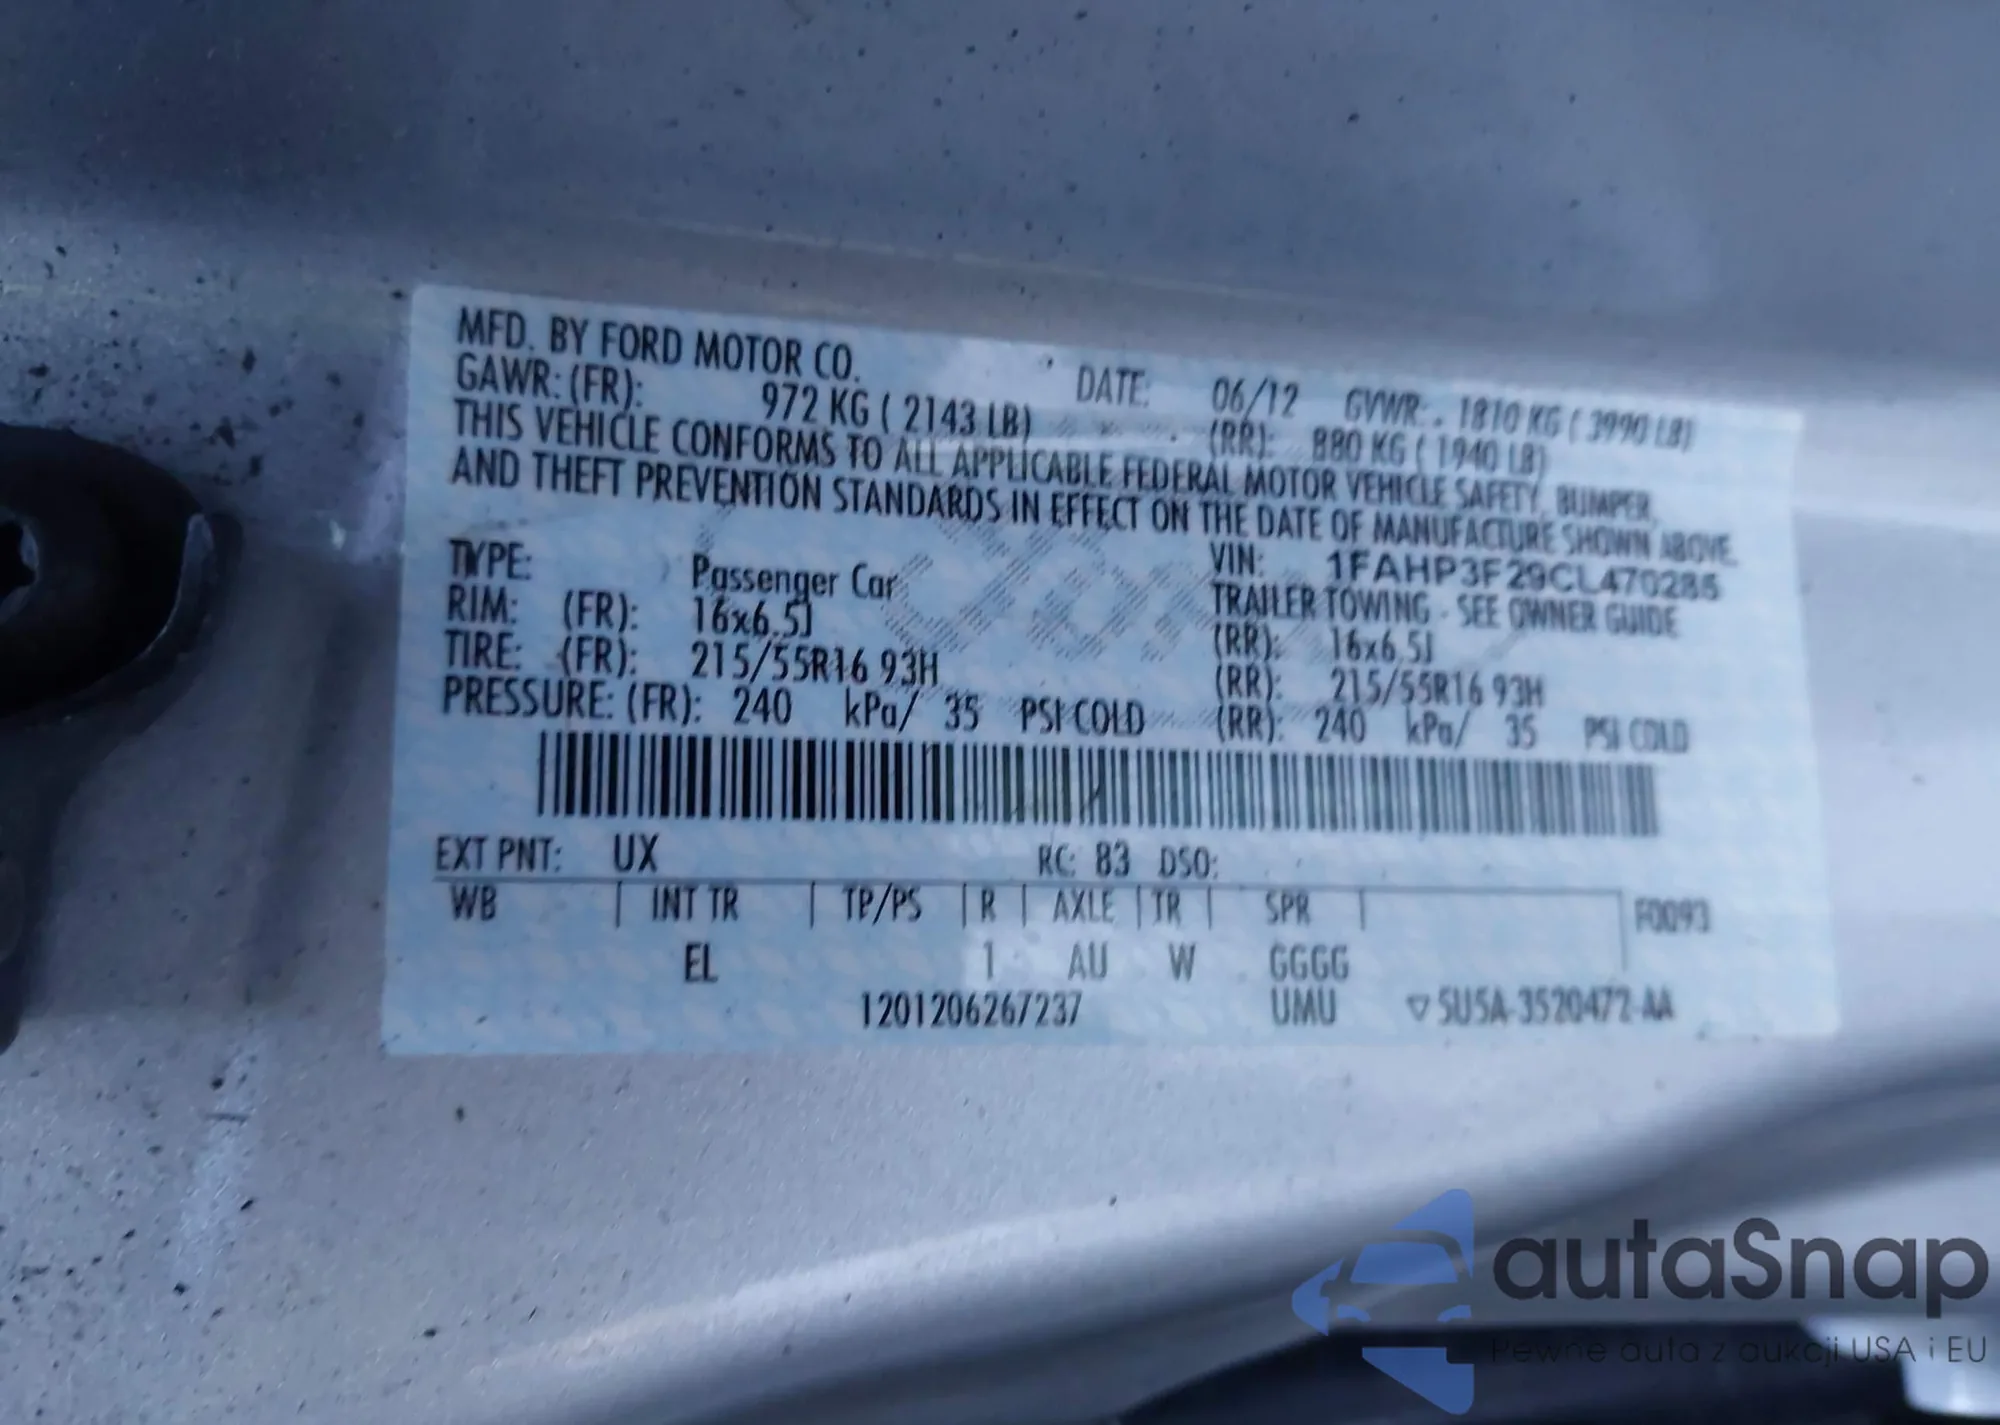 MFD. BY FORD MOTOR CO. DATE: 06/12 GVWR: 1810 KG ( 3990 LB)
GAWR: (FR): 972 KG ( 2143 LB) (RR): 880 KG ( 1940 LB)
THIS VEHICLE CONFORMS TO ALL APPLICABLE FEDERAL MOTOR VEHICLE SAFETY, BUMPER,
AND THEFT PREVENTION STANDARDS IN EFFECT ON THE DATE OF MANUFACTURE SHOWN ABOVE.
VIN: 1FAHP3F29CL470285
TYPE: Passenger Car TRAILER TOWING - SEE OWNER GUIDE
RIM: (FR): 16x6.5J (RR): 16x6.5J
TIRE: (FR): 215/55R16 93H (RR): 215/55R16 93H
PRESSURE: (FR): 240 kPa/ 35 PSI COLD (RR): 240 kPa/ 35 PSI COLD
EXT PNT: UX RC: 83 DSO:
WB | INT TR | TP/PS | R | AXLE | TR | SPR | F0093
EL 1 AU W GGGG
1201206267237 UMU ▽5U5A-3520472-AA
autaSnap
Pewne auta z aukcji USA i EU